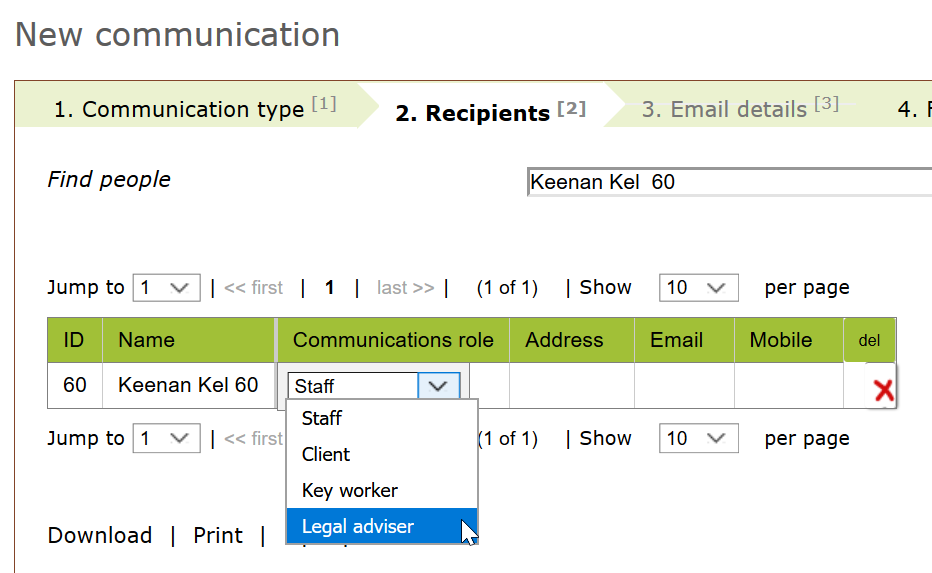 New communication
1. Communication type [1] 2. Recipients [2] 3. Email details [3] 4.
Find people Keenan Kel 60
Jump to 1 | << first | 1 | last >> | (1 of 1) | Show 10 per page
ID Name Communications role Address Email Mobile del
60 Keenan Kel 60 Staff
Jump to 1 | << first (1 of 1) | Show 10 per page
Staff
Client
Key worker
Legal adviser
Download | Print |